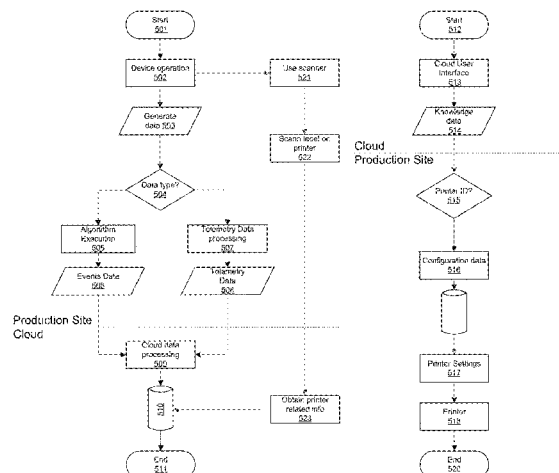 Start
501
Device operation
502
Use scanner
521
Generate
data 503
Scann label on
printer
522
Data type?
504
Algorithm
Execution
505
Telemetry Data
processing
507
Events Data
Telemetry
Data
Production Site
Cloud
Cloud data
processing
509
510
Obtain printer
related info
523
End
511
Start
512
Cloud User
Interface
513
Knowledge
data
514
Cloud
Production Site
Printer ID?
515
Configuration data
516
Printer Settings
517
Printer
518
End
520